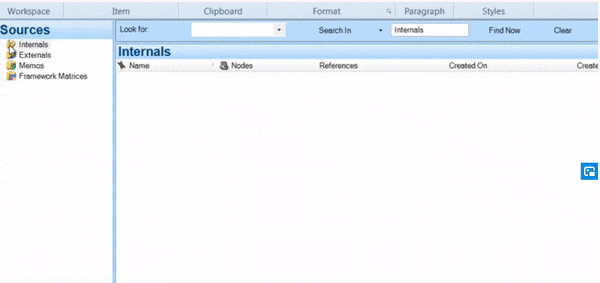 Workspace Item Clipboard Format Paragraph Styles
Sources
Look for: Search In Internals Find Now Clear
Internals
Externals
Memos
Framework Matrices
Internals
Name Nodes References Created On Create